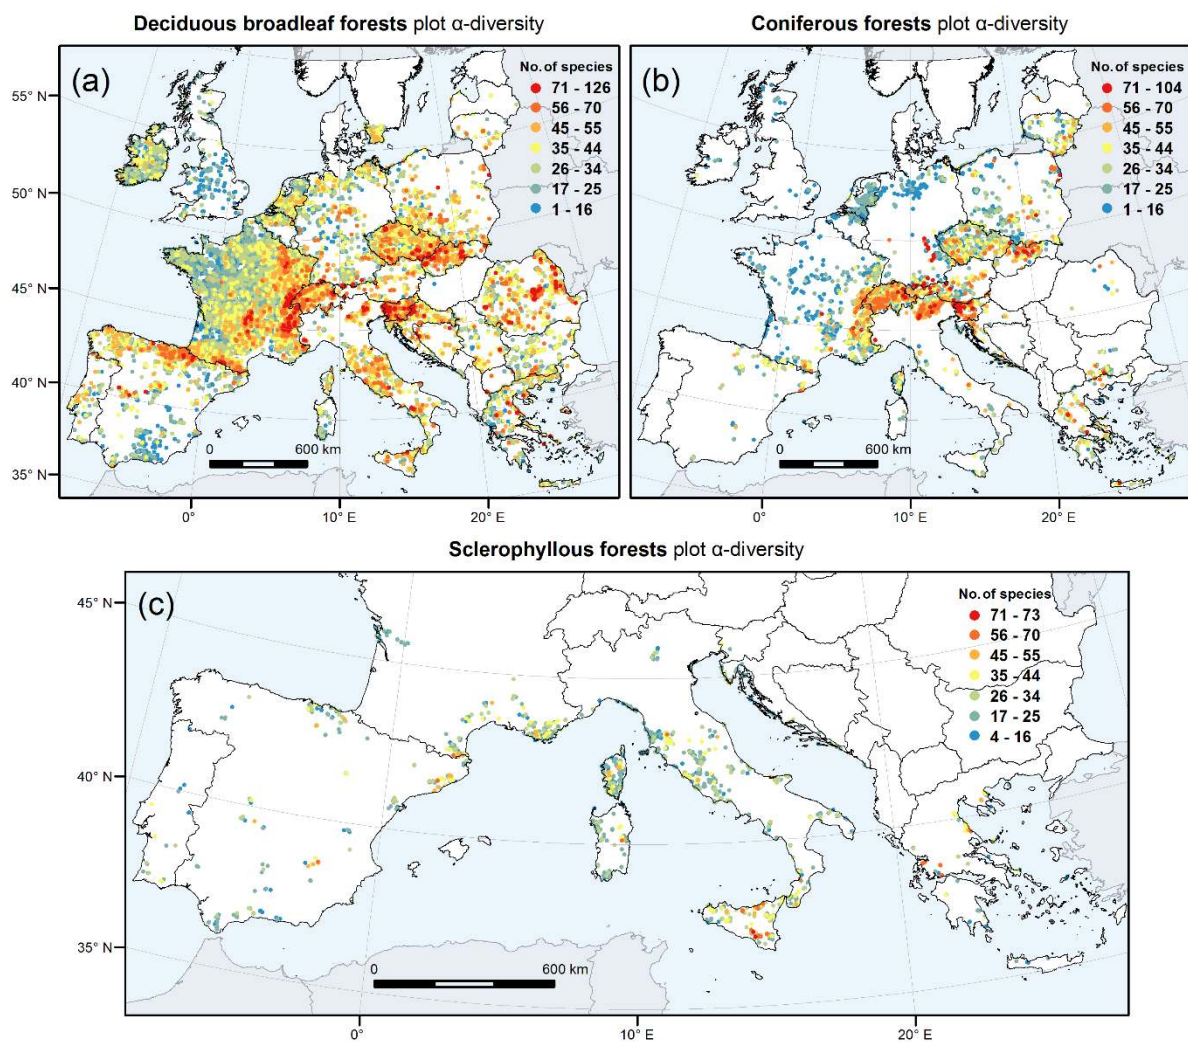 Deciduous broadleaf forests plot α-diversity
Coniferous forests plot α-diversity
(a)
No. of species
71 - 126
56 - 70
45 - 55
35 - 44
26 - 34
17 - 25
1 - 16
55° N
50° N
45° N
40° N
35° N
0
600 km
0°
10° E
20° E
(b)
No. of species
71 - 104
56 - 70
45 - 55
35 - 44
26 - 34
17 - 25
1 - 16
0
600 km
0°
10° E
20° E
Sclerophyllous forests plot α-diversity
(c)
No. of species
71 - 73
56 - 70
45 - 55
35 - 44
26 - 34
17 - 25
4 - 16
45° N
40° N
35° N
0
600 km
0°
10° E
20° E